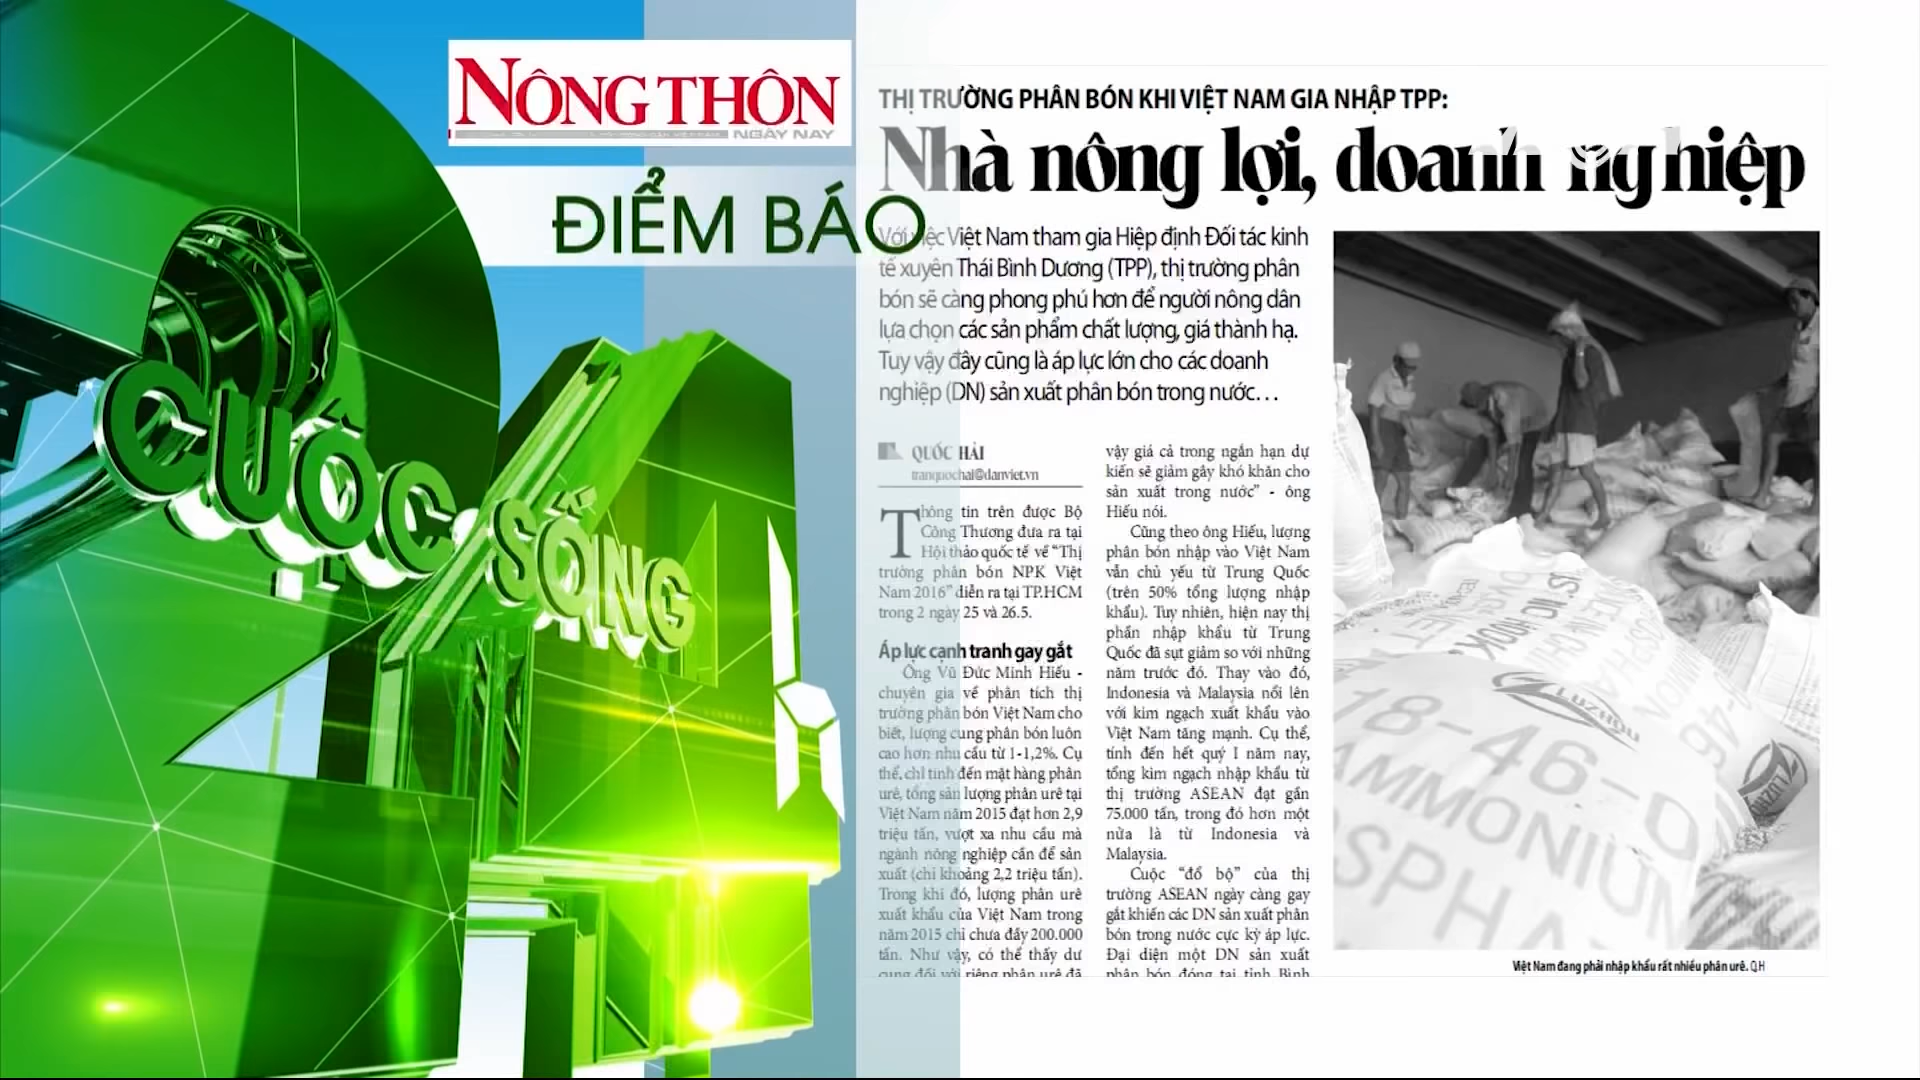 NÔNG THÔN
NGÀY NAY
ĐIỂM BÁO
CUỘC SỐNG
24H
THỊ TRƯỜNG PHÂN BÓN KHI VIỆT NAM GIA NHẬP TPP:
Nhà nông lợi, doanh nghiệp
Với việc Việt Nam tham gia Hiệp định Đối tác kinh
tế xuyên Thái Bình Dương (TPP), thị trường phân
bón sẽ càng phong phú hơn để người nông dân
lựa chọn các sản phẩm chất lượng, giá thành hạ.
Tuy vậy đây cũng là áp lực lớn cho các doanh
nghiệp (DN) sản xuất phân bón trong nước…
QUỐC HẢI
tranquochai@danviet.vn
Thông tin trên được Bộ
Công Thương đưa ra tại
Hội thảo quốc tế về “Thị
trường phân bón NPK Việt
Nam 2016” diễn ra tại TP.HCM
trong 2 ngày 25 và 26.5.
Áp lực cạnh tranh gay gắt
Ông Vũ Đức Minh Hiếu -
chuyên gia về phân tích thị
trường phân bón Việt Nam cho
biết, lượng cung phân bón luôn
cao hơn nhu cầu từ 1-1,2%. Cụ
thể, chỉ tính đến mặt hàng phân
urê, tổng sản lượng phân urê tại
Việt Nam năm 2015 đạt hơn 2,9
triệu tấn, vượt xa nhu cầu mà
ngành nông nghiệp cần để sản
xuất (chỉ khoảng 2,2 triệu tấn).
Trong khi đó, lượng phân urê
xuất khẩu của Việt Nam trong
năm 2015 chỉ chưa đầy 200.000
tấn. Như vậy, có thể thấy dư
cung đối với riêng phân urê đã
vậy giá cả trong ngắn hạn dự
kiến sẽ giảm gây khó khăn cho
sản xuất trong nước” - ông
Hiếu nói.
Cũng theo ông Hiếu, lượng
phân bón nhập vào Việt Nam
vẫn chủ yếu từ Trung Quốc
(trên 50% tổng lượng nhập
khẩu). Tuy nhiên, hiện nay thị
phần nhập khẩu từ Trung
Quốc đã sụt giảm so với những
năm trước đó. Thay vào đó,
Indonesia và Malaysia nổi lên
với kim ngạch xuất khẩu vào
Việt Nam tăng mạnh. Cụ thể,
tính đến hết quý I năm nay,
tổng kim ngạch nhập khẩu từ
thị trường ASEAN đạt gần
75.000 tấn, trong đó hơn một
nửa là từ Indonesia và
Malaysia.
Cuộc “đổ bộ” của thị
trường ASEAN ngày càng gay
gắt khiến các DN sản xuất phân
bón trong nước cực kỳ áp lực.
Đại diện một DN sản xuất
phân bón đóng tại tỉnh Bình
HOOK
LUZHOU
18-46-0
AMMONIUM
SPHA
Việt Nam đang phải nhập khẩu rất nhiều phân urê. Q.H